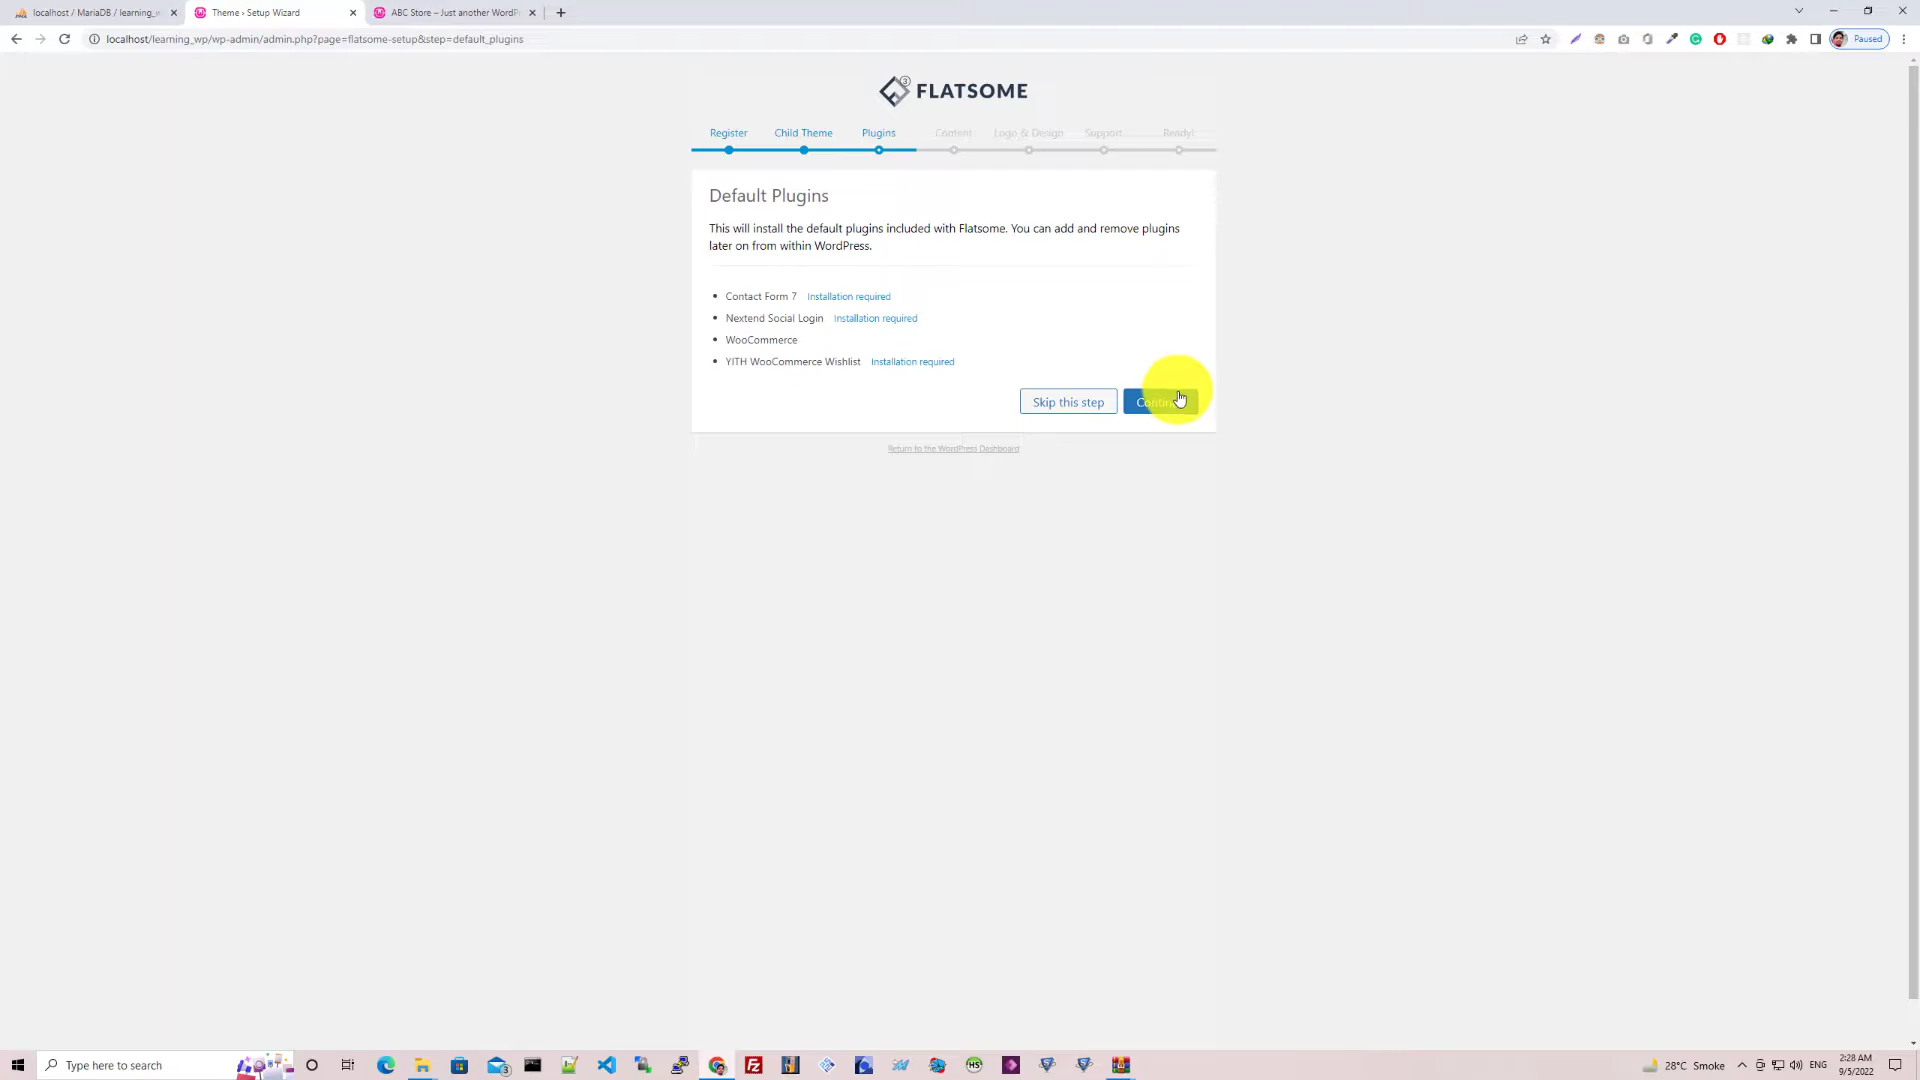 localhost / MariaDB / learning_w
Theme › Setup Wizard
ABC Store – Just another WordPr
localhost/learning_wp/wp-admin/admin.php?page=flatsome-setup&step=default_plugins
Paused
3
FLATSOME
Register
Child Theme
Plugins
Content
Logo & Design
Support
Ready!
Default Plugins
This will install the default plugins included with Flatsome. You can add and remove plugins
later on from within WordPress.
Contact Form 7 Installation required
Nextend Social Login Installation required
WooCommerce
YITH WooCommerce Wishlist Installation required
Skip this step
Return to the WordPress Dashboard
Type here to search
28°C Smoke
ENG
2:28 AM
9/5/2022